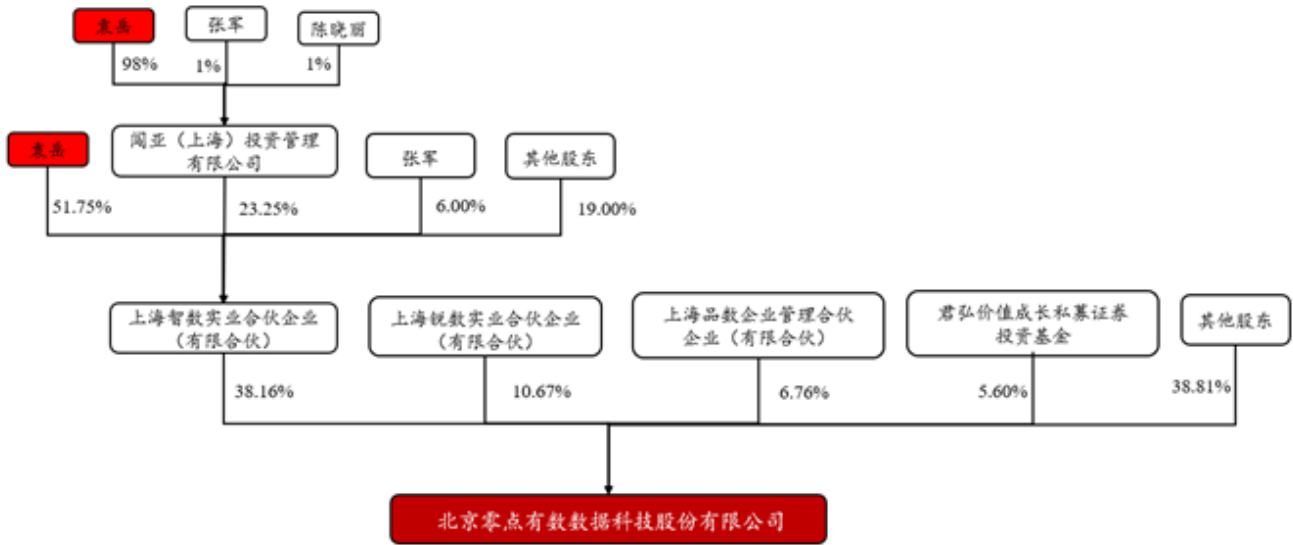 袁岳
张军
陈晓丽
98%
1%
1%
袁岳
闻亚（上海）投资管理
有限公司
张军
其他股东
51.75%
23.25%
6.00%
19.00%
上海智数实业合伙企业
（有限合伙）
上海锐数实业合伙企业
（有限合伙）
上海品数企业管理合伙
企业（有限合伙）
君弘价值成长私募证券
投资基金
其他股东
38.16%
10.67%
6.76%
5.60%
38.81%
北京零点有数数据科技股份有限公司